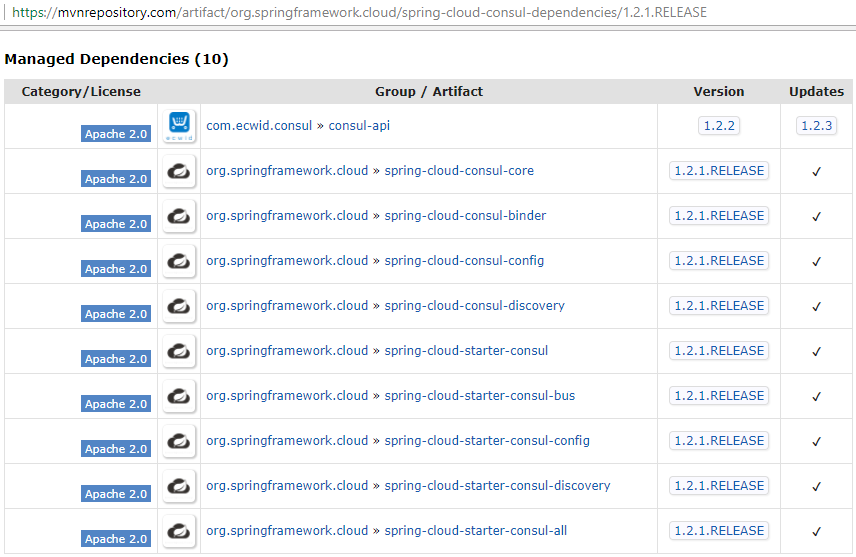 https://mvnrepository.com/artifact/org.springframework.cloud/spring-cloud-consul-dependencies/1.2.1.RELEASE
Managed Dependencies (10)
Category/License Group / Artifact Version Updates
Apache 2.0 ecwid com.ecwid.consul » consul-api 1.2.2 1.2.3
Apache 2.0 org.springframework.cloud » spring-cloud-consul-core 1.2.1.RELEASE ✓
Apache 2.0 org.springframework.cloud » spring-cloud-consul-binder 1.2.1.RELEASE ✓
Apache 2.0 org.springframework.cloud » spring-cloud-consul-config 1.2.1.RELEASE ✓
Apache 2.0 org.springframework.cloud » spring-cloud-consul-discovery 1.2.1.RELEASE ✓
Apache 2.0 org.springframework.cloud » spring-cloud-starter-consul 1.2.1.RELEASE ✓
Apache 2.0 org.springframework.cloud » spring-cloud-starter-consul-bus 1.2.1.RELEASE ✓
Apache 2.0 org.springframework.cloud » spring-cloud-starter-consul-config 1.2.1.RELEASE ✓
Apache 2.0 org.springframework.cloud » spring-cloud-starter-consul-discovery 1.2.1.RELEASE ✓
Apache 2.0 org.springframework.cloud » spring-cloud-starter-consul-all 1.2.1.RELEASE ✓